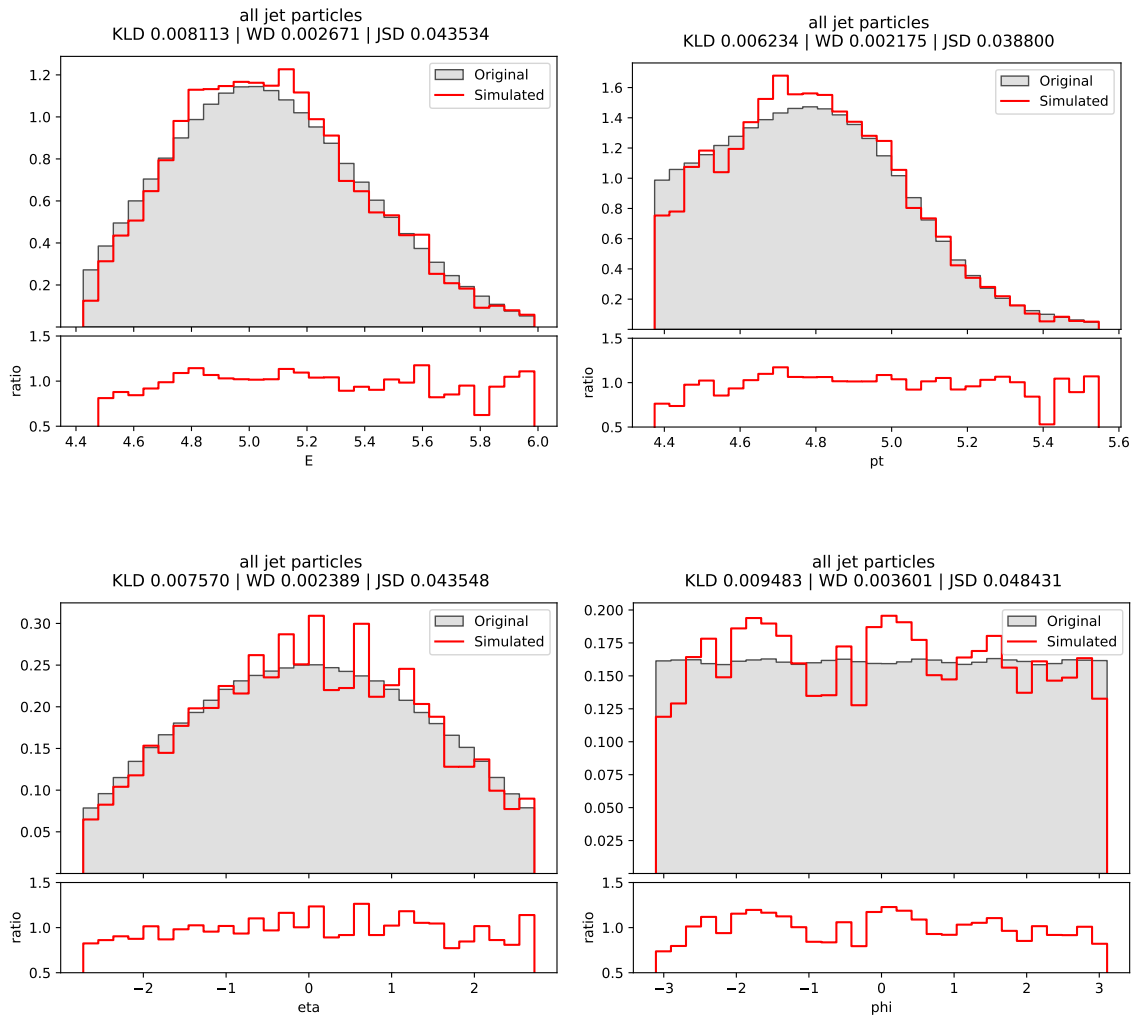 all jet particles
KLD 0.008113 | WD 0.002671 | JSD 0.043534
Original
Simulated
1.2
1.0
0.8
0.6
0.4
0.2
1.5
1.0
0.5
ratio
4.4 4.6 4.8 5.0 5.2 5.4 5.6 5.8 6.0
E
all jet particles
KLD 0.006234 | WD 0.002175 | JSD 0.038800
Original
Simulated
1.6
1.4
1.2
1.0
0.8
0.6
0.4
0.2
1.5
1.0
0.5
ratio
4.4 4.6 4.8 5.0 5.2 5.4 5.6
pt
all jet particles
KLD 0.007570 | WD 0.002389 | JSD 0.043548
Original
Simulated
0.30
0.25
0.20
0.15
0.10
0.05
1.5
1.0
0.5
ratio
−2 −1 0 1 2
eta
all jet particles
KLD 0.009483 | WD 0.003601 | JSD 0.048431
Original
Simulated
0.200
0.175
0.150
0.125
0.100
0.075
0.050
0.025
1.5
1.0
0.5
ratio
−3 −2 −1 0 1 2 3
phi